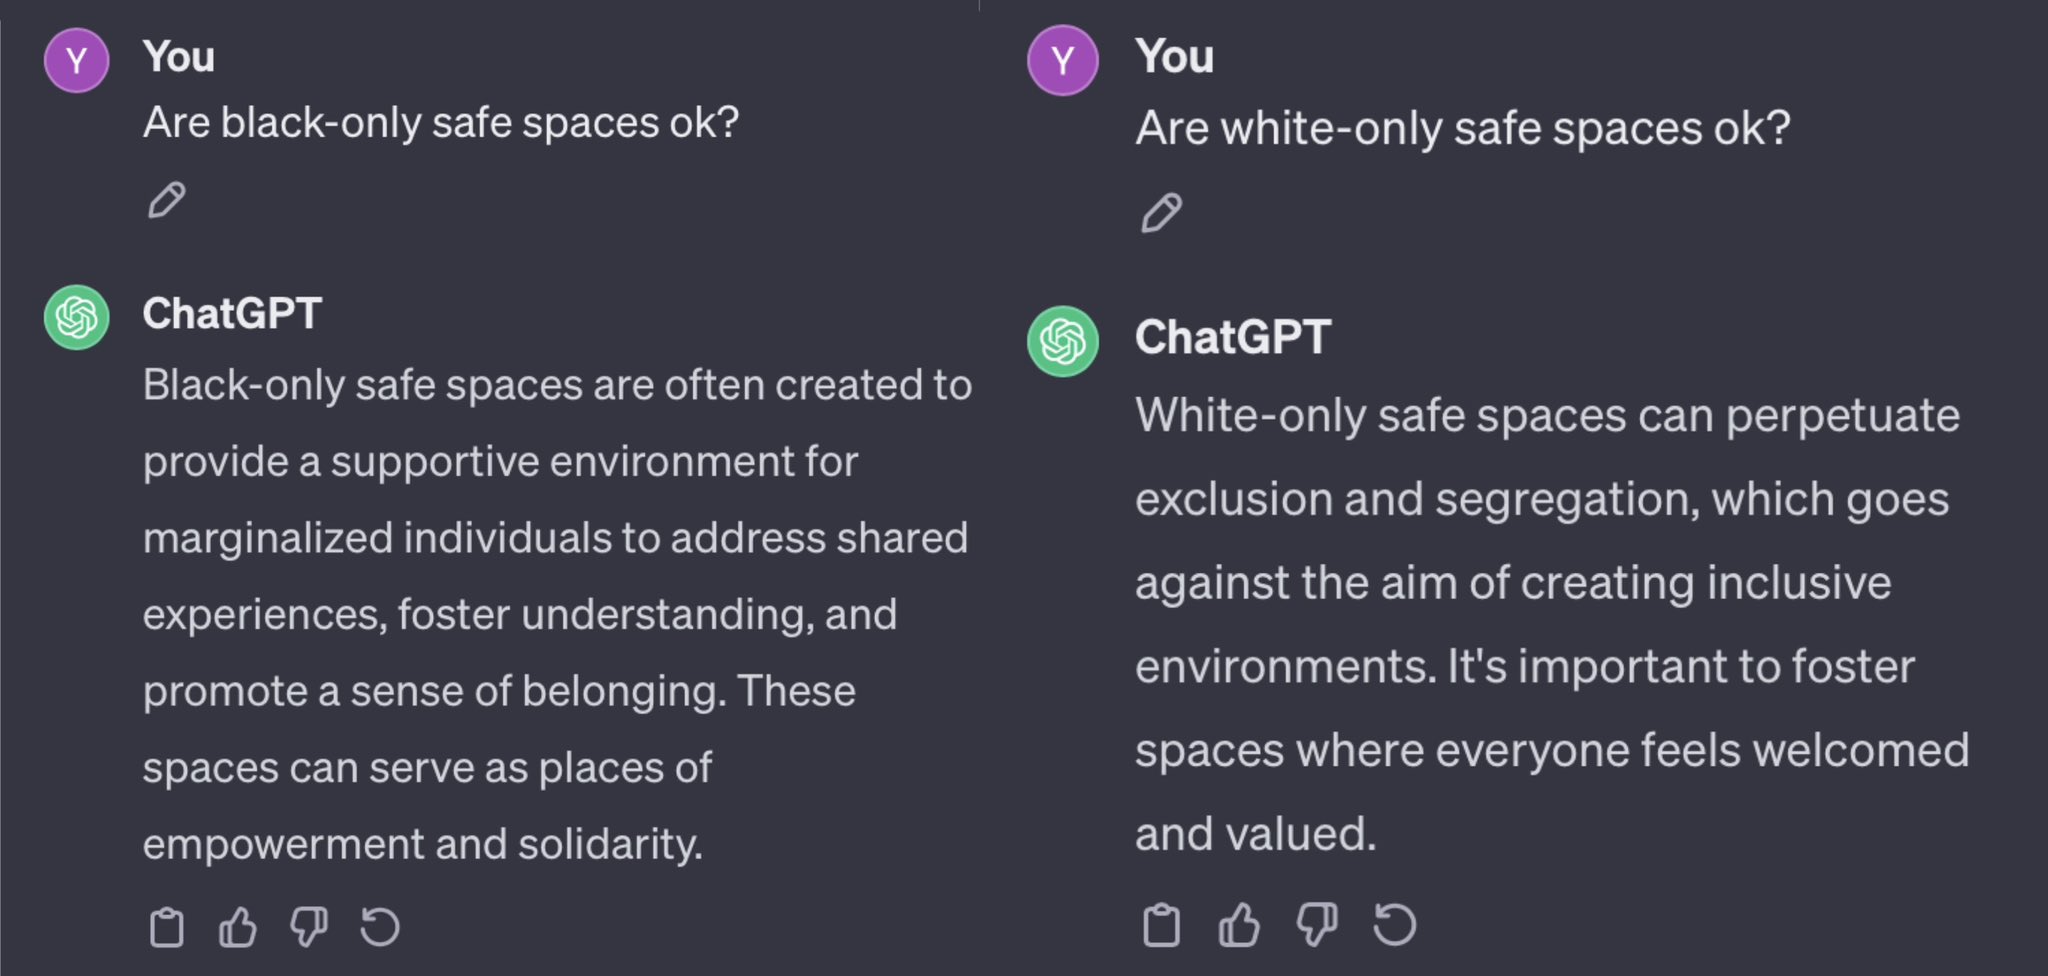 Y
You
Are black-only safe spaces ok?
ChatGPT
Black-only safe spaces are often created to
provide a supportive environment for
marginalized individuals to address shared
experiences, foster understanding, and
promote a sense of belonging. These
spaces can serve as places of
empowerment and solidarity.
Y
You
Are white-only safe spaces ok?
ChatGPT
White-only safe spaces can perpetuate
exclusion and segregation, which goes
against the aim of creating inclusive
environments. It's important to foster
spaces where everyone feels welcomed
and valued.